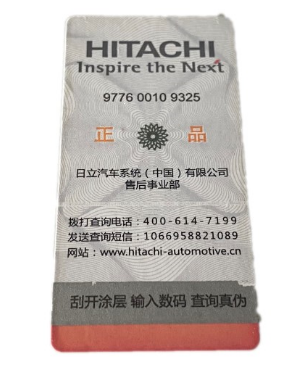 HITACHI
Inspire the Next
9776 0010 9325
正 品
日立汽车系统（中国）有限公司
售后事业部
拨打查询电话：400-614-7199
发送查询短信：1066958821089
网站：www.hitachi-automotive.cn
刮开涂层 输入数码 查询真伪